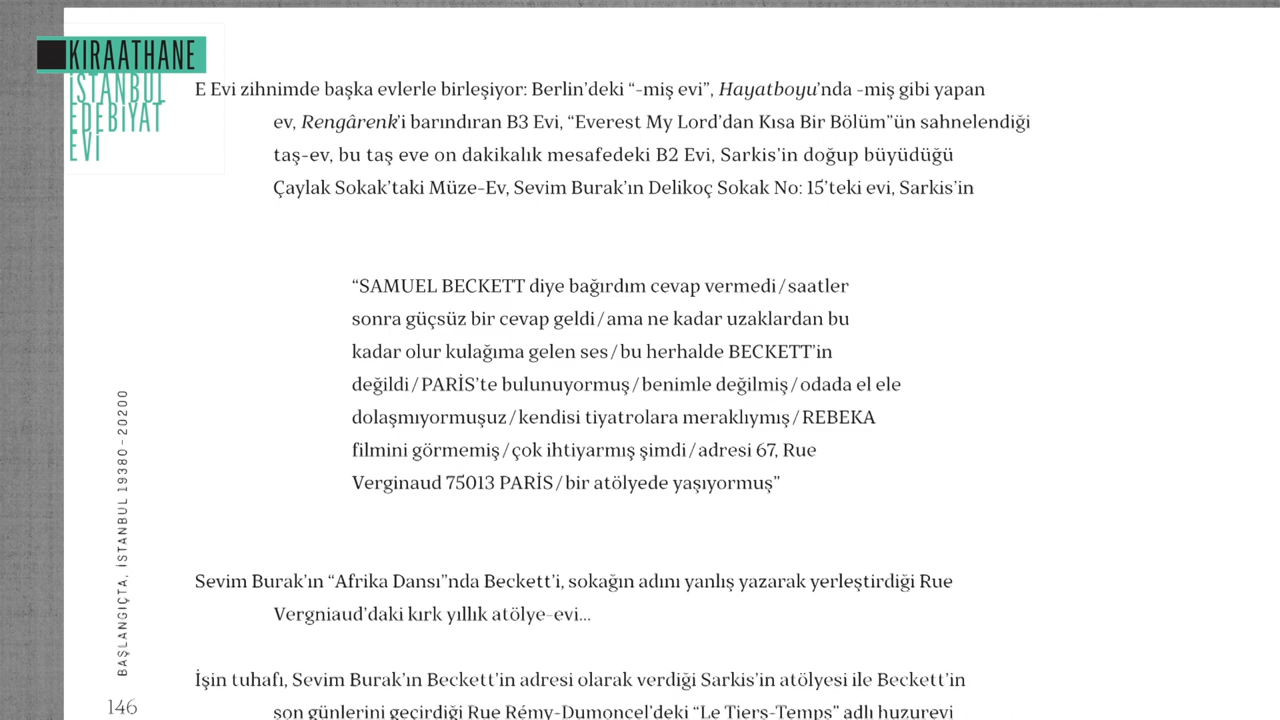 KIRAATHANE
İSTANBUL
EDEBİYAT
EVİ
E Evi zihnimde başka evlerle birleşiyor: Berlin’deki “-miş evi”, Hayatboyu’nda -miş gibi yapan
ev, Rengârenk’i barındıran B3 Evi, “Everest My Lord’dan Kısa Bir Bölüm”ün sahnelendiği
taş-ev, bu taş eve on dakikalık mesafedeki B2 Evi, Sarkis’in doğup büyüdüğü
Çaylak Sokak’taki Müze-Ev, Sevim Burak’ın Delikoç Sokak No: 15’teki evi, Sarkis’in
“SAMUEL BECKETT diye bağırdım cevap vermedi/saatler
sonra güçsüz bir cevap geldi/ama ne kadar uzaklardan bu
kadar olur kulağıma gelen ses/bu herhalde BECKETT’in
değildi/PARİS’te bulunuyormuş/benimle değilmiş/odada el ele
dolaşmıyormuşuz/kendisi tiyatrolara meraklıymış/REBEKA
filmini görmemiş/çok ihtiyarmış şimdi/adresi 67, Rue
Verginaud 75013 PARİS/bir atölyede yaşıyormuş”
Sevim Burak’ın “Afrika Dansı”nda Beckett’i, sokağın adını yanlış yazarak yerleştirdiği Rue
Vergniaud’daki kırk yıllık atölye-evi...
İşin tuhafı, Sevim Burak’ın Beckett’in adresi olarak verdiği Sarkis’in atölyesi ile Beckett’in
son günlerini geçirdiği Rue Rémy-Dumoncel’deki “Le Tiers-Temps” adlı huzurevi
BAŞLANGIÇTA, İSTANBUL 19380–20200
146